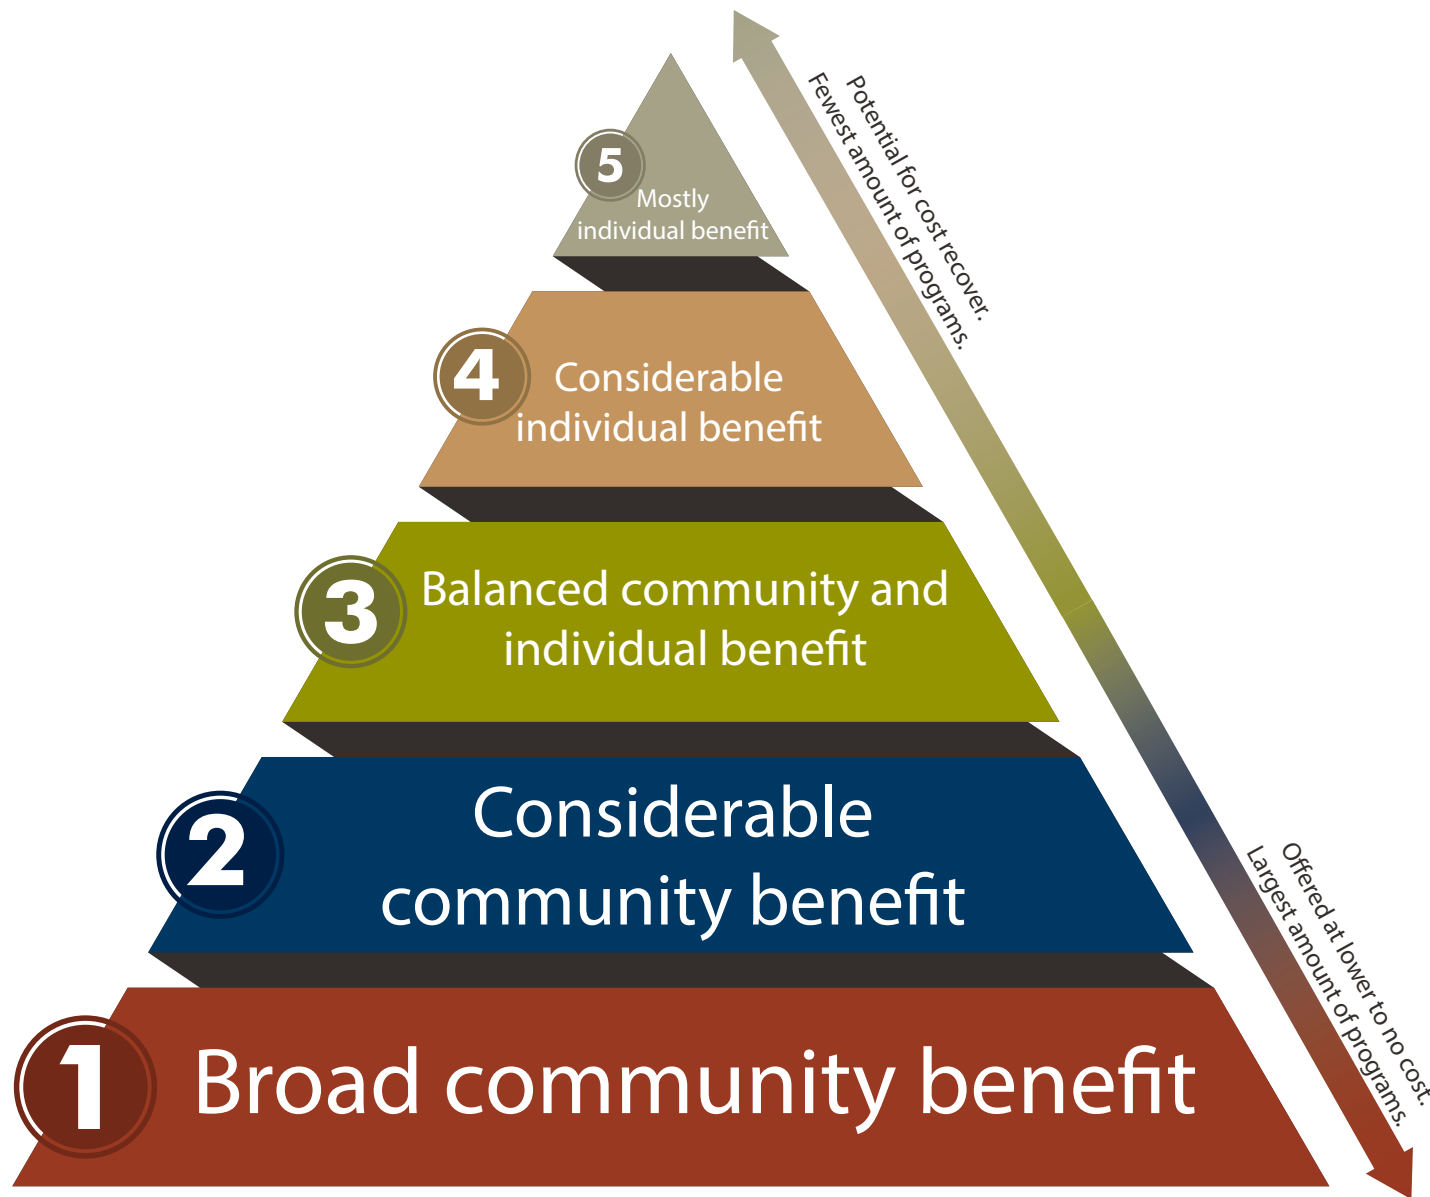 5
Mostly
individual benefit
4
Considerable
individual benefit
3
Balanced community and
individual benefit
2
Considerable
community benefit
1
Broad community benefit
Potential for cost recover.
Fewest amount of programs.
Offered at lower to no cost.
Largest amount of programs.